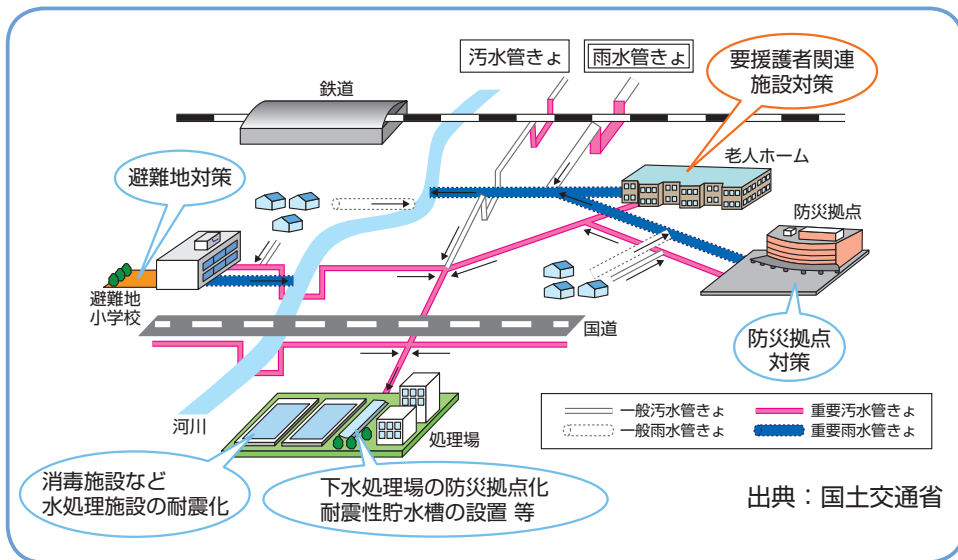 汚水管きょ
雨水管きょ
要援護者関連
施設対策
鉄道
老人ホーム
避難地対策
防災拠点
避難地
小学校
国道
防災拠点
対策
河川
処理場
一般汚水管きょ
重要汚水管きょ
一般雨水管きょ
重要雨水管きょ
消毒施設など
水処理施設の耐震化
下水処理場の防災拠点化
耐震性貯水槽の設置 等
出典：国土交通省